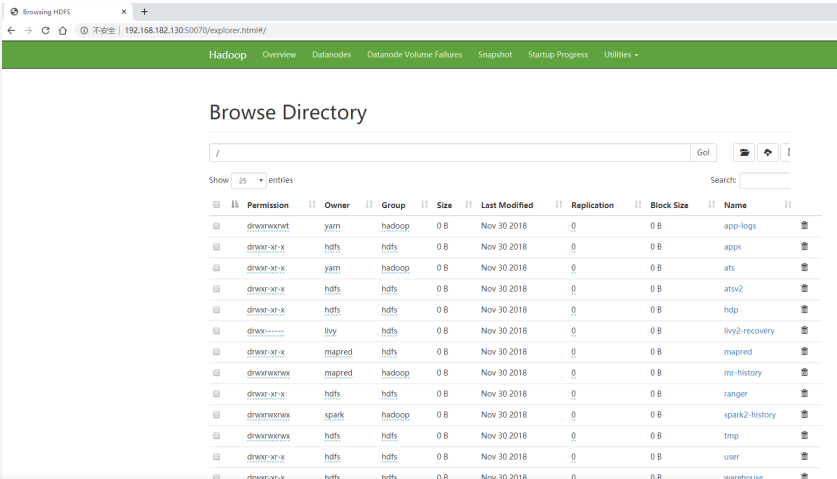 Browsing HDFS
不安全 | 192.168.182.130:50070/explorer.html#/
Hadoop Overview Datanodes Datanode Volume Failures Snapshot Startup Progress Utilities
Browse Directory
/ Go!
Show 25 entries Search:
Permission Owner Group Size Last Modified Replication Block Size Name
drwxrwxrwt yarn hadoop 0 B Nov 30 2018 0 0 B app-logs
drwxr-xr-x hdfs hdfs 0 B Nov 30 2018 0 0 B apps
drwxr-xr-x yarn hadoop 0 B Nov 30 2018 0 0 B ats
drwxr-xr-x hdfs hdfs 0 B Nov 30 2018 0 0 B atsv2
drwxr-xr-x hdfs hdfs 0 B Nov 30 2018 0 0 B hdp
drwx------ livy hdfs 0 B Nov 30 2018 0 0 B livy2-recovery
drwxr-xr-x mapred hdfs 0 B Nov 30 2018 0 0 B mapred
drwxrwxrwx mapred hadoop 0 B Nov 30 2018 0 0 B mr-history
drwxr-xr-x hdfs hdfs 0 B Nov 30 2018 0 0 B ranger
drwxrwxrwx spark hadoop 0 B Nov 30 2018 0 0 B spark2-history
drwxrwxrwx hdfs hdfs 0 B Nov 30 2018 0 0 B tmp
drwxr-xr-x hdfs hdfs 0 B Nov 30 2018 0 0 B user
drwxr-xr-x hdfs hdfs 0 B Nov 30 2018 0 0 B warehouse